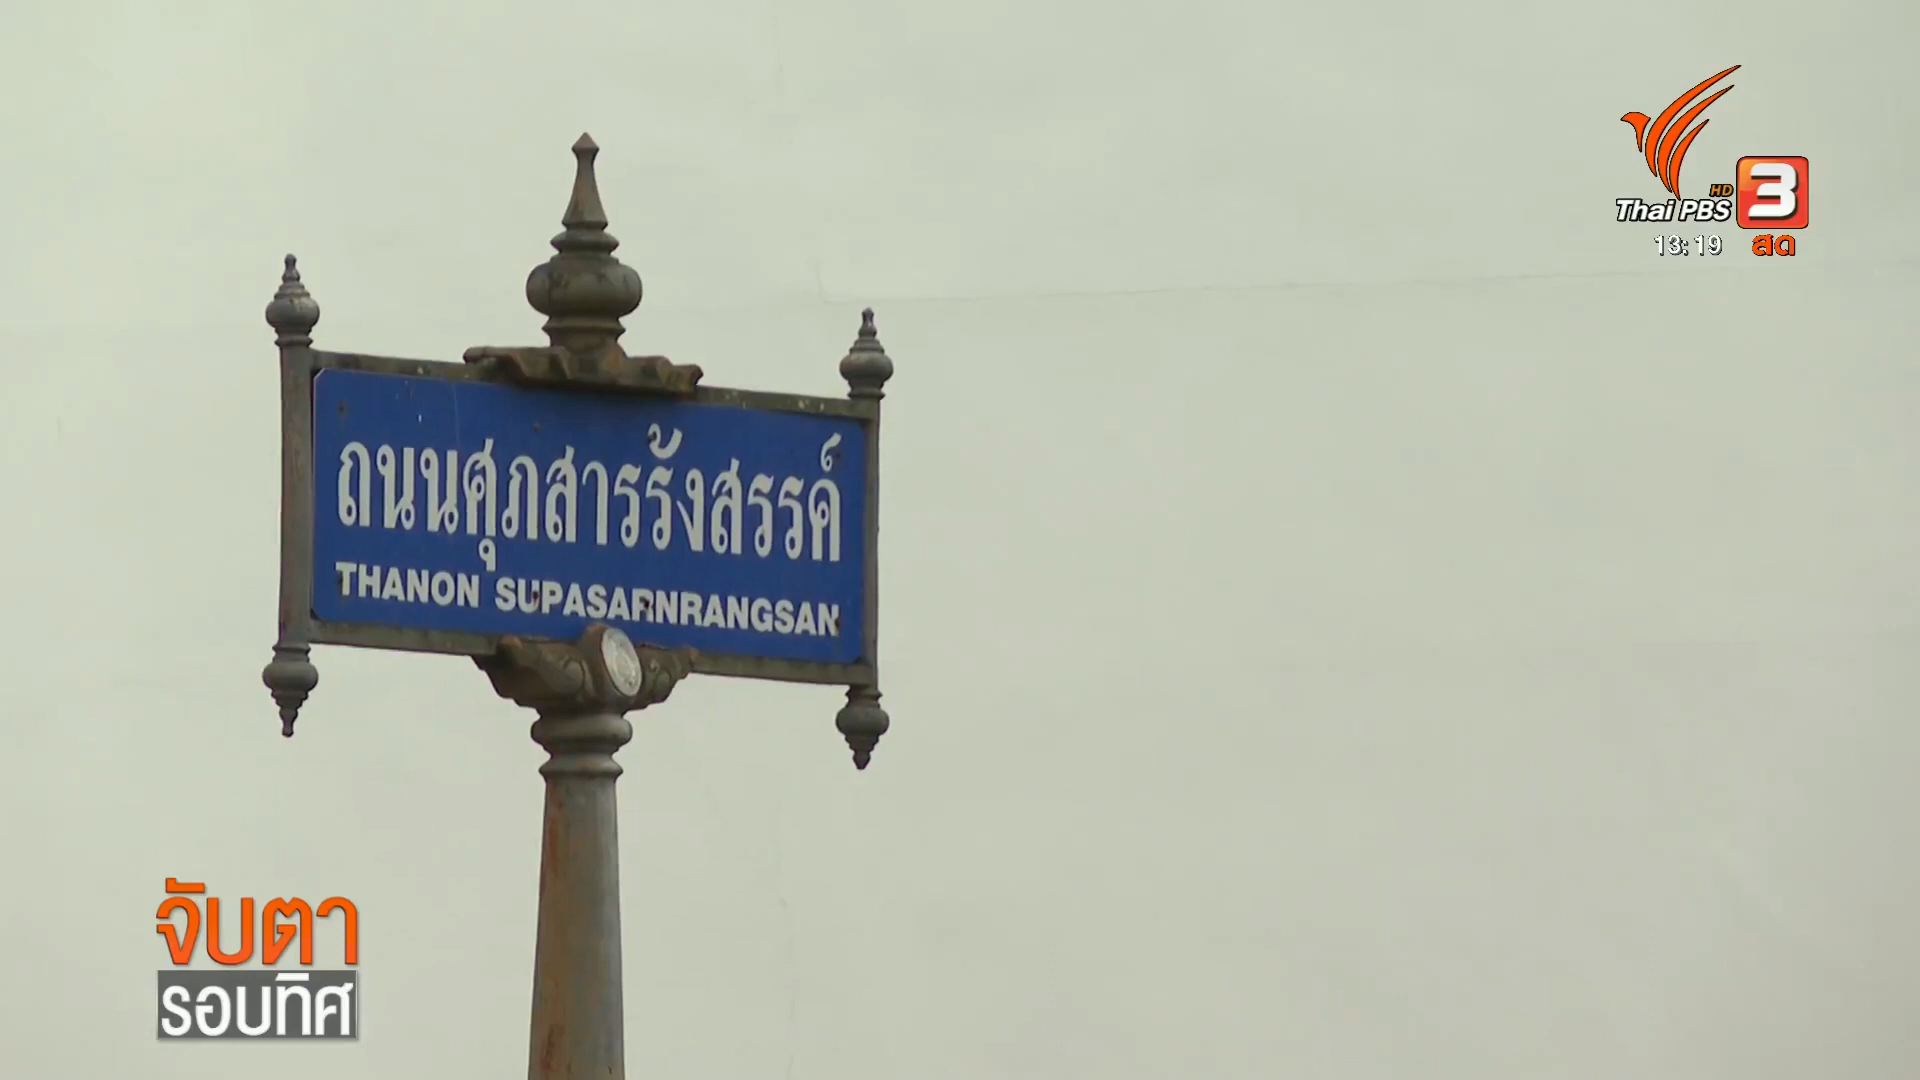 Thai PBS HD 3
13:19 สด
ถนนศุภสารรังสรรค์
THANON SUPASARNRANGSAN
จับตา
รอบทิศ